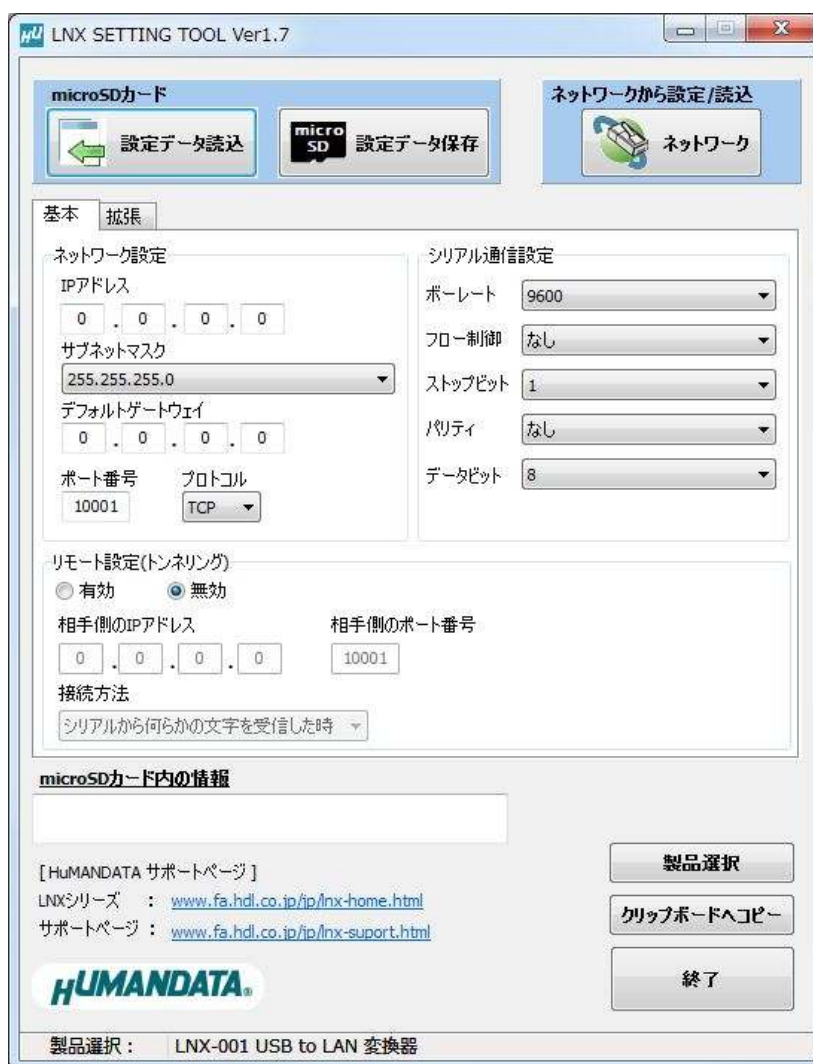 LNX SETTING TOOL Ver1.7
microSDカード
設定データ読込
micro SD
設定データ保存
ネットワークから設定/読込
ネットワーク
基本
拡張
ネットワーク設定
IPアドレス
0 . 0 . 0 . 0
サブネットマスク
255.255.255.0
デフォルトゲートウェイ
0 . 0 . 0 . 0
ポート番号 プロトコル
10001 TCP
シリアル通信設定
ボーレート 9600
フロー制御 なし
ストップビット 1
パリティ なし
データビット 8
リモート設定(トンネリング)
有効 無効
相手側のIPアドレス 相手側のポート番号
0 . 0 . 0 . 0 10001
接続方法
シリアルから何らかの文字を受信した時
microSDカード内の情報
[HuMANDATA サポートページ]
LNXシリーズ : www.fa.hdl.co.jp/jp/lnx-home.html
サポートページ : www.fa.hdl.co.jp/jp/lnx-suport.html
HUMANDATA®
製品選択
クリップボードへコピー
終了
製品選択: LNX-001 USB to LAN 変換器